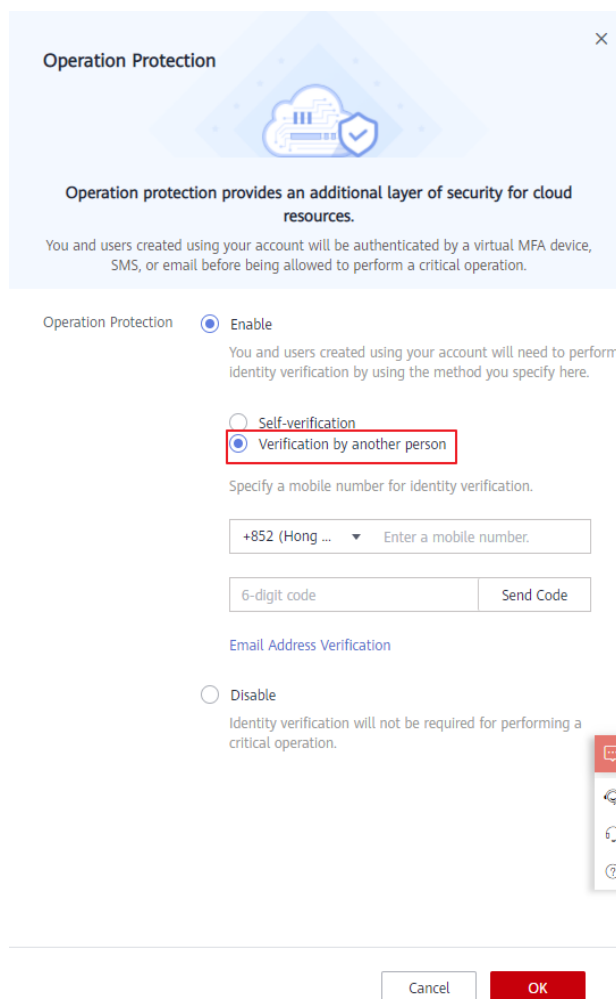 Operation Protection
Operation protection provides an additional layer of security for cloud
resources.
You and users created using your account will be authenticated by a virtual MFA device,
SMS, or email before being allowed to perform a critical operation.
Operation Protection
Enable
You and users created using your account will need to perform
identity verification by using the method you specify here.
Self-verification
Verification by another person
Specify a mobile number for identity verification.
+852 (Hong ... Enter a mobile number.
6-digit code Send Code
Email Address Verification
Disable
Identity verification will not be required for performing a
critical operation.
Cancel OK